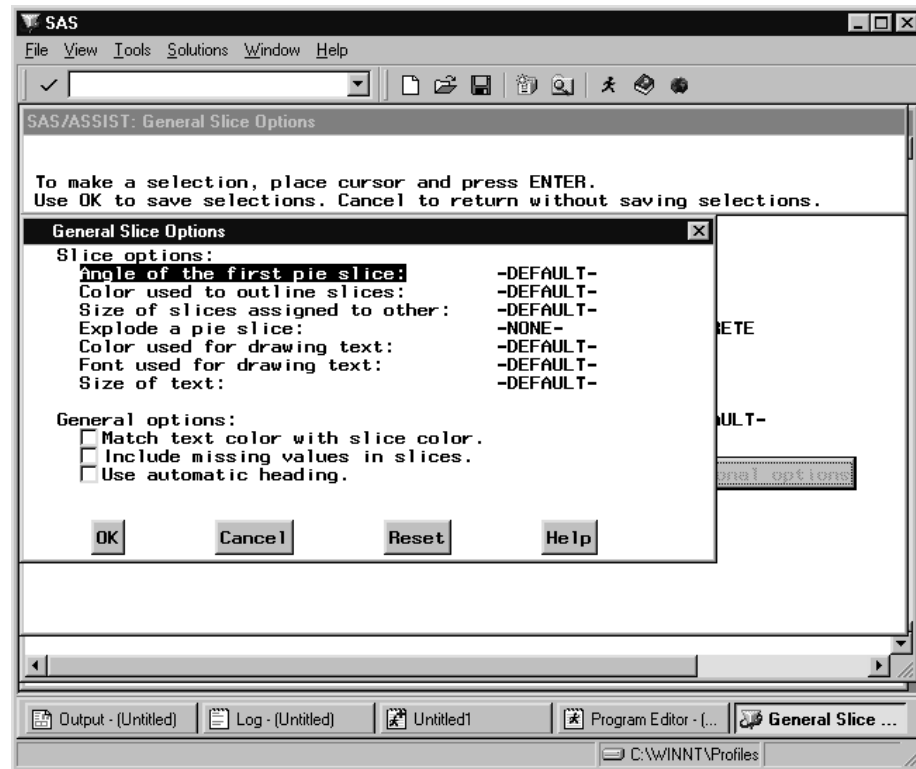 SAS
File View Tools Solutions Window Help
SAS/ASSIST: General Slice Options
To make a selection, place cursor and press ENTER.
Use OK to save selections. Cancel to return without saving selections.
General Slice Options
Slice options:
Angle of the first pie slice: -DEFAULT-
Color used to outline slices: -DEFAULT-
Size of slices assigned to other: -DEFAULT-
Explode a pie slice: -NONE- RETE
Color used for drawing text: -DEFAULT-
Font used for drawing text: -DEFAULT-
Size of text: -DEFAULT-
General options: AULT-
Match text color with slice color.
Include missing values in slices.
Use automatic heading. onal options
OK Cancel Reset Help
Output - (Untitled) Log - (Untitled) Untitled1 Program Editor - (... General Slice ...
C:\WINNT\Profiles